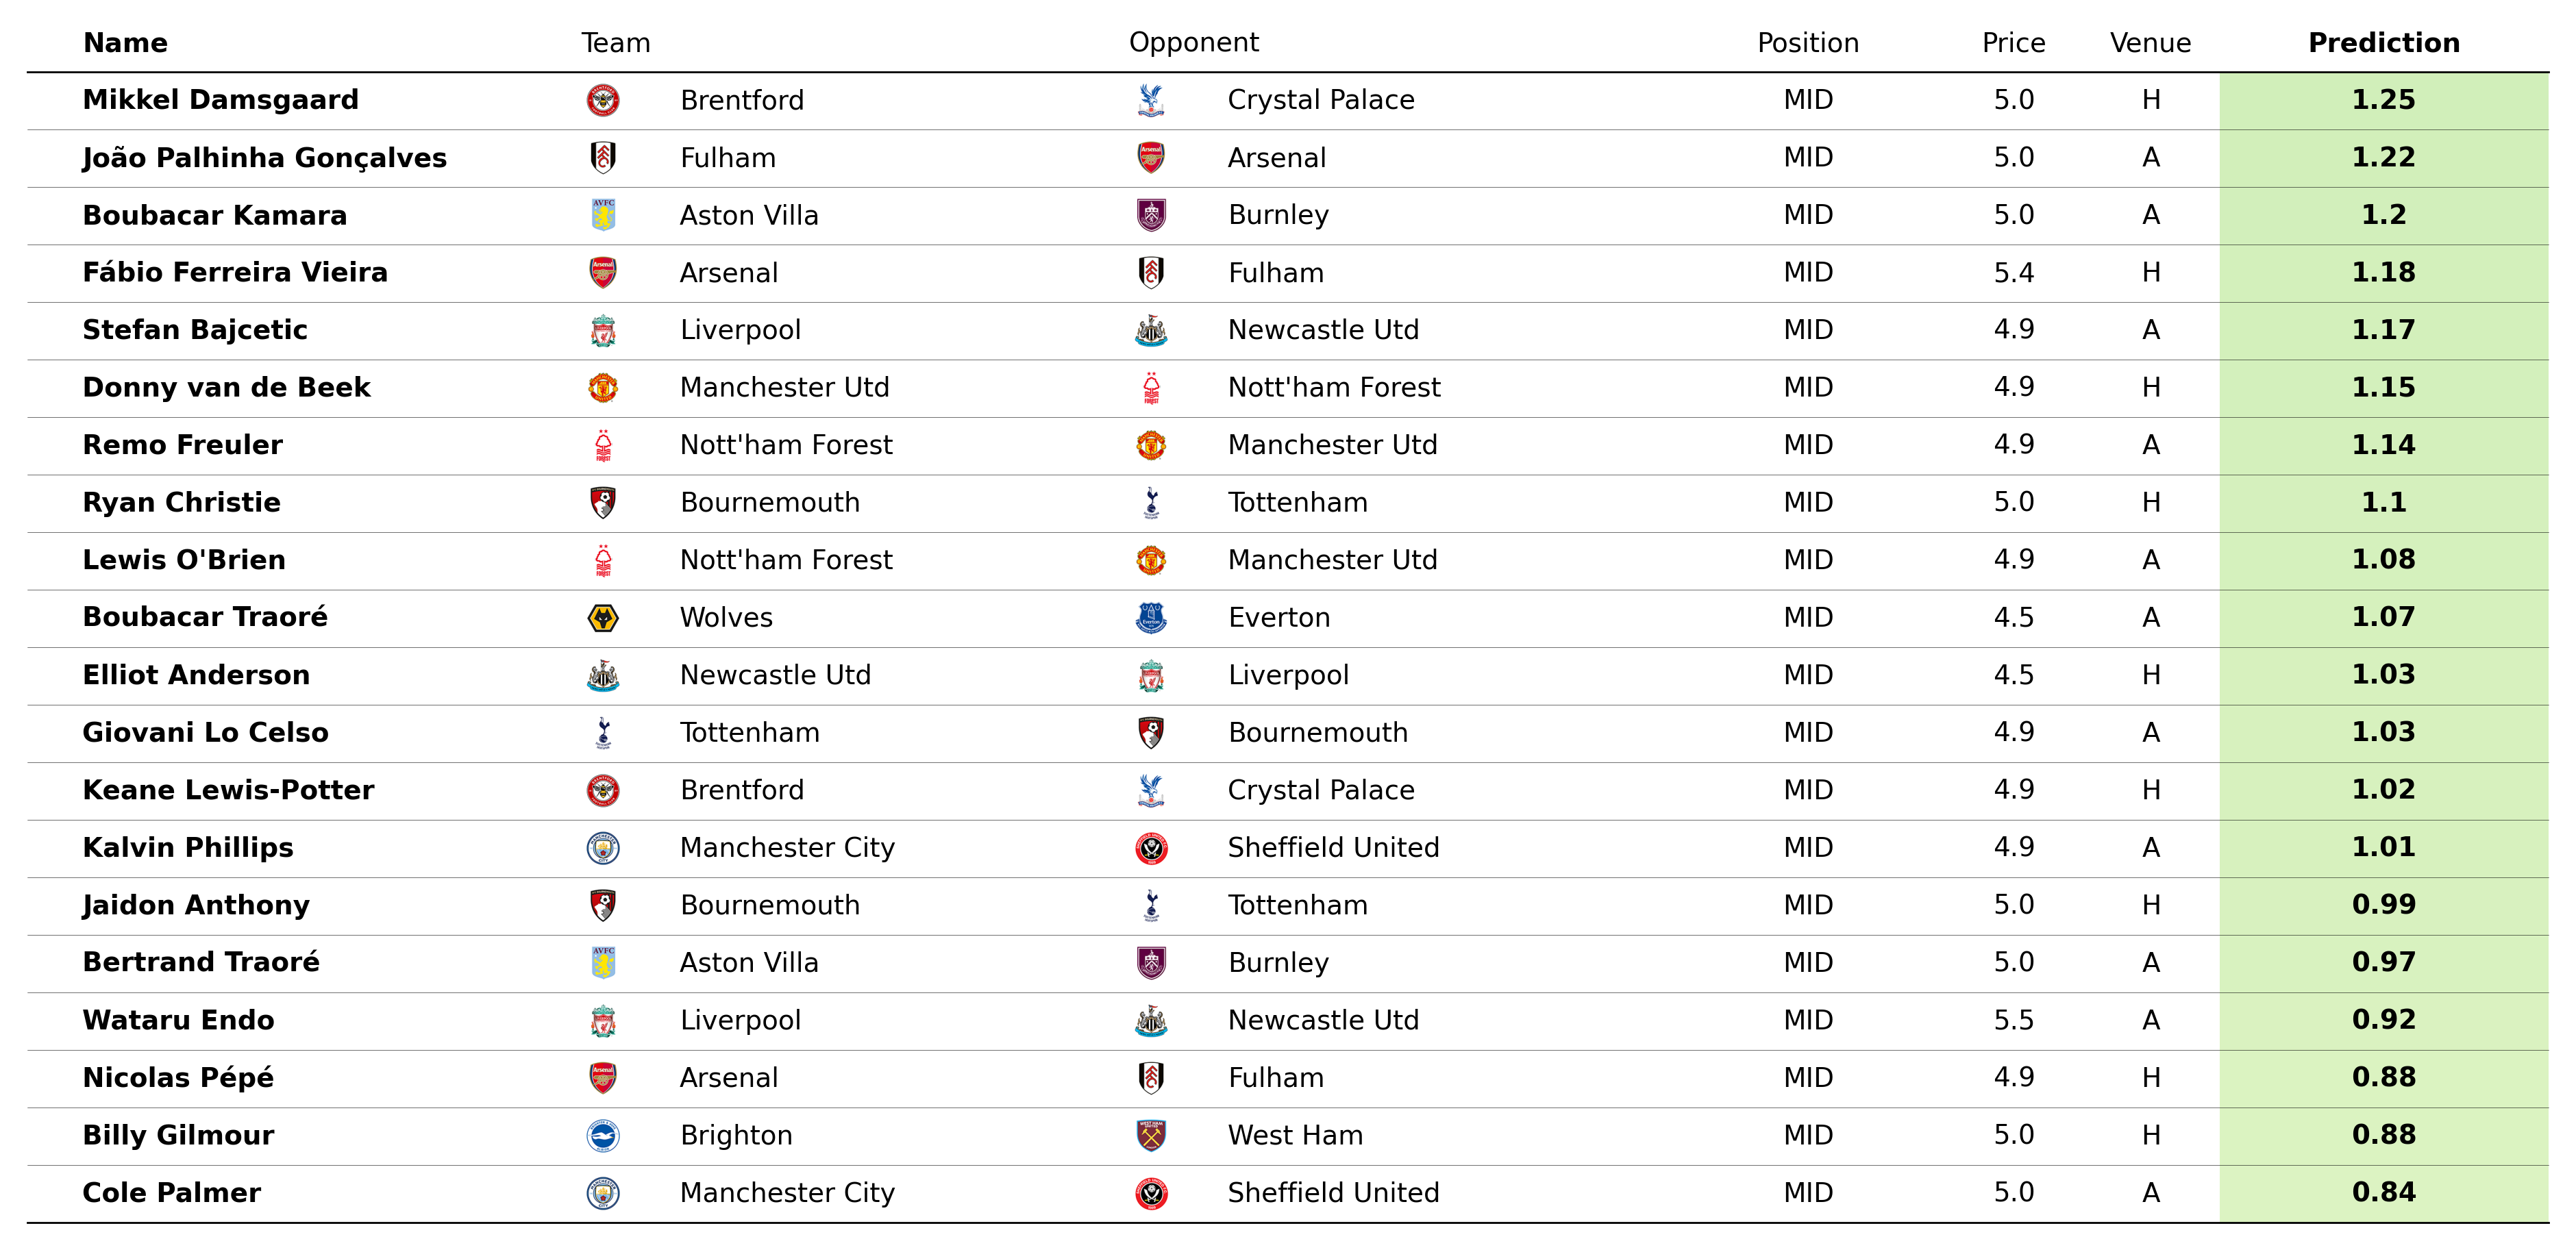 Name Team Opponent Position Price Venue Prediction
Mikkel Damsgaard Brentford Crystal Palace MID 5.0 H 1.25
João Palhinha Gonçalves Fulham Arsenal MID 5.0 A 1.22
Boubacar Kamara Aston Villa Burnley MID 5.0 A 1.2
Fábio Ferreira Vieira Arsenal Fulham MID 5.4 H 1.18
Stefan Bajcetic Liverpool Newcastle Utd MID 4.9 A 1.17
Donny van de Beek Manchester Utd Nott'ham Forest MID 4.9 H 1.15
Remo Freuler Nott'ham Forest Manchester Utd MID 4.9 A 1.14
Ryan Christie Bournemouth Tottenham MID 5.0 H 1.1
Lewis O'Brien Nott'ham Forest Manchester Utd MID 4.9 A 1.08
Boubacar Traoré Wolves Everton MID 4.5 A 1.07
Elliot Anderson Newcastle Utd Liverpool MID 4.5 H 1.03
Giovani Lo Celso Tottenham Bournemouth MID 4.9 A 1.03
Keane Lewis-Potter Brentford Crystal Palace MID 4.9 H 1.02
Kalvin Phillips Manchester City Sheffield United MID 4.9 A 1.01
Jaidon Anthony Bournemouth Tottenham MID 5.0 H 0.99
Bertrand Traoré Aston Villa Burnley MID 5.0 A 0.97
Wataru Endo Liverpool Newcastle Utd MID 5.5 A 0.92
Nicolas Pépé Arsenal Fulham MID 4.9 H 0.88
Billy Gilmour Brighton West Ham MID 5.0 H 0.88
Cole Palmer Manchester City Sheffield United MID 5.0 A 0.84